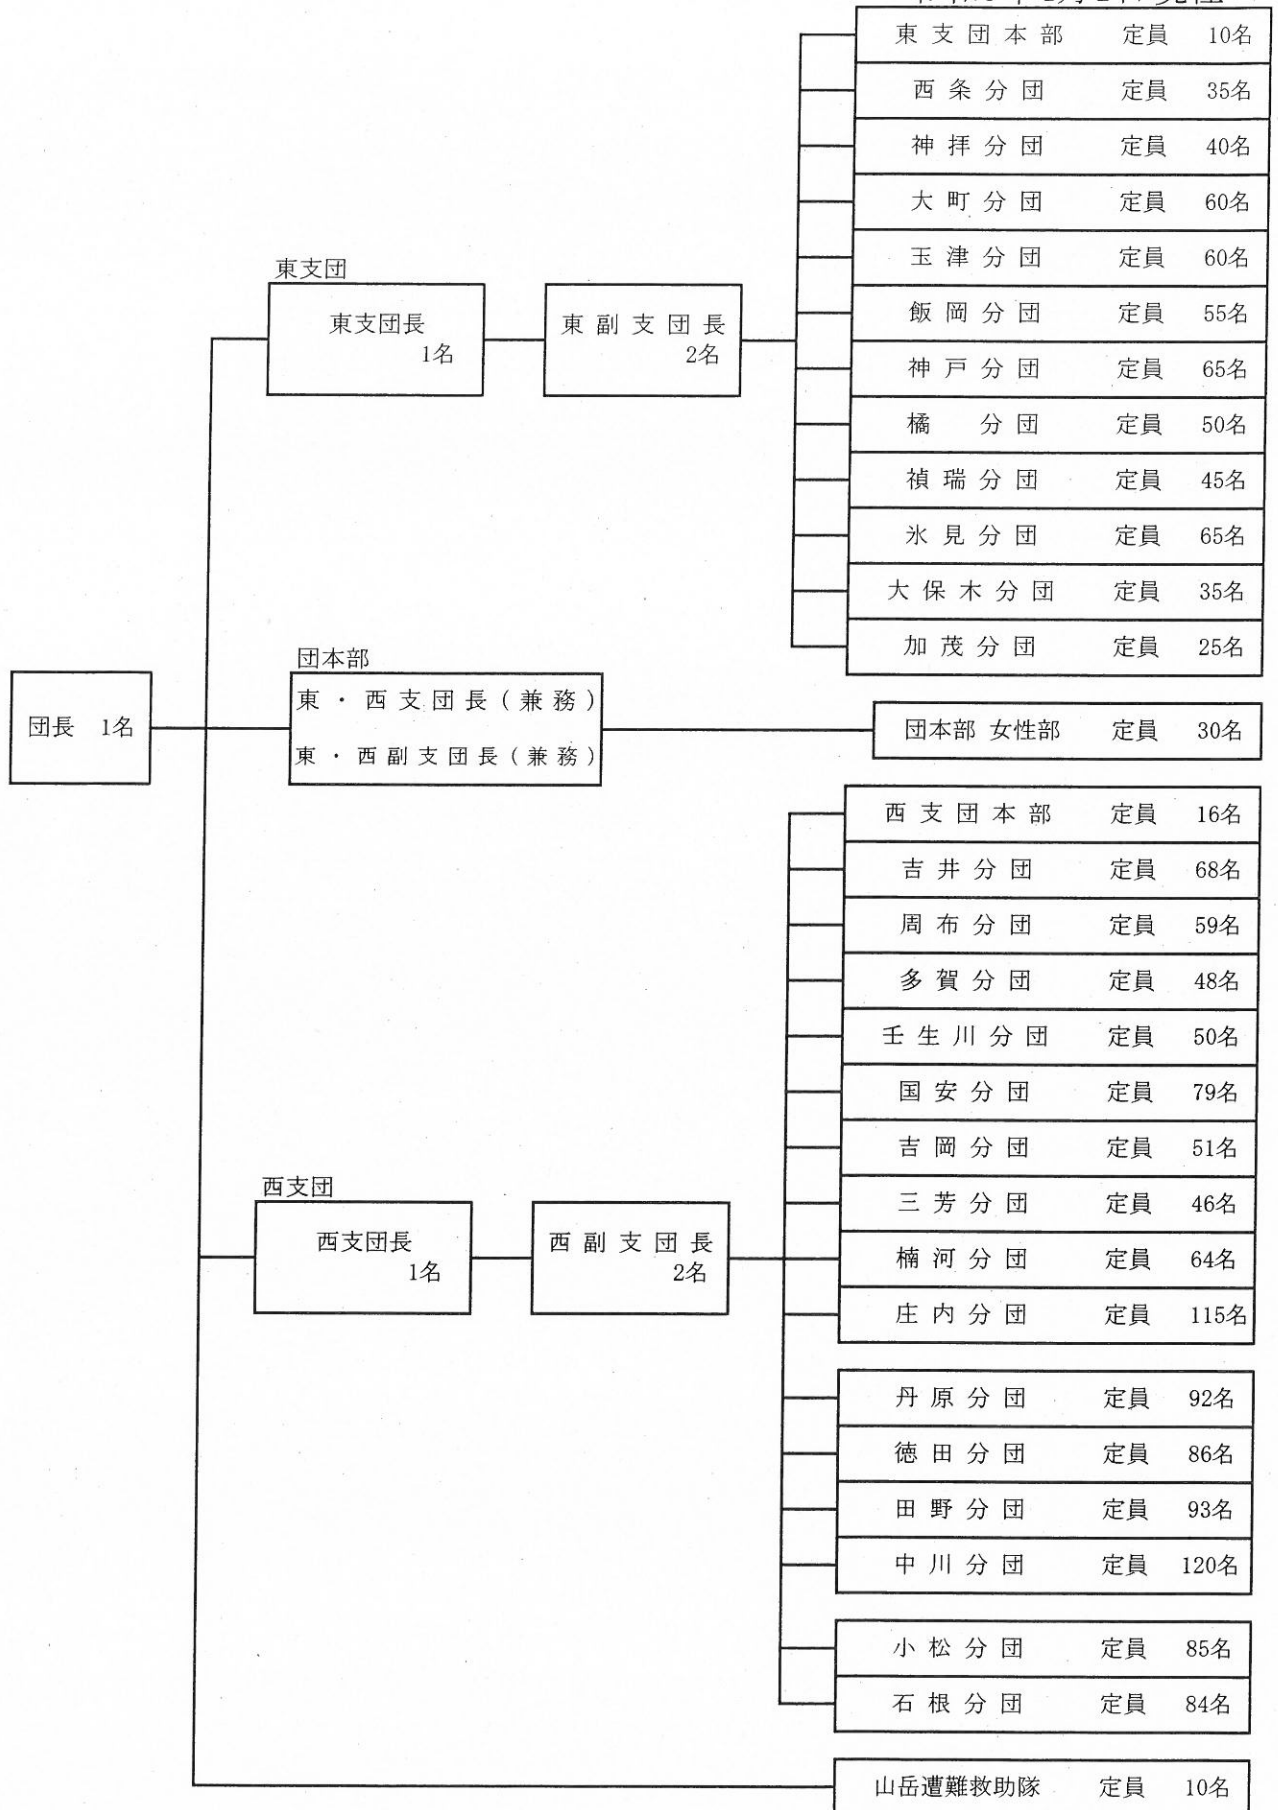 東支団本部 定員 10名
西条分団 定員 35名
神拝分団 定員 40名
大町分団 定員 60名
玉津分団 定員 60名
飯岡分団 定員 55名
神戸分団 定員 65名
橘 分団 定員 50名
禎瑞分団 定員 45名
氷見分団 定員 65名
大保木分団 定員 35名
加茂分団 定員 25名
東支団
東支団長
1名
東副支団長
2名
団長 1名
団本部
東・西支団長(兼務)
東・西副支団長(兼務)
団本部 女性部 定員 30名
西支団本部 定員 16名
吉井分団 定員 68名
周布分団 定員 59名
多賀分団 定員 48名
壬生川分団 定員 50名
国安分団 定員 79名
吉岡分団 定員 51名
三芳分団 定員 46名
楠河分団 定員 64名
庄内分団 定員 115名
西支団
西支団長
1名
西副支団長
2名
丹原分団 定員 92名
徳田分団 定員 86名
田野分団 定員 93名
中川分団 定員 120名
小松分団 定員 85名
石根分団 定員 84名
山岳遭難救助隊 定員 10名